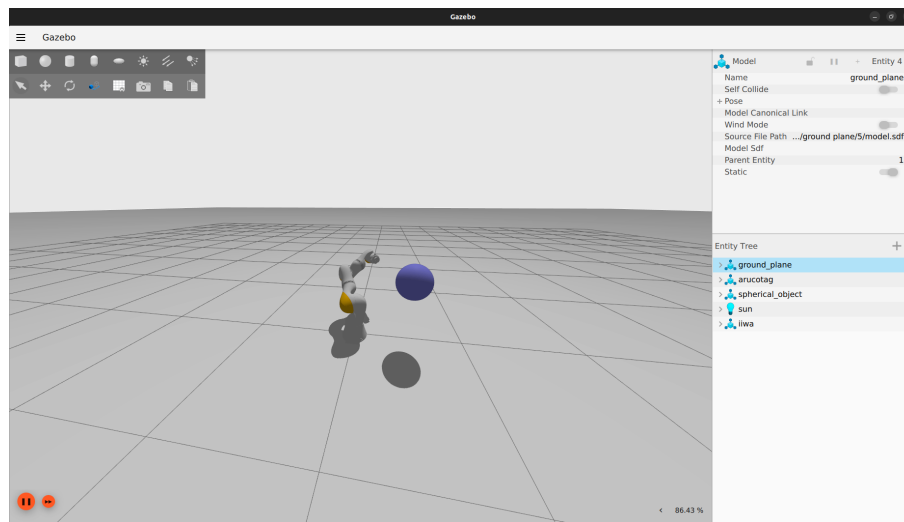 Gazebo
Gazebo
Model Entity 4
Name ground_plane
Self Collide
+ Pose
Model Canonical Link
Wind Mode
Source File Path .../ground plane/5/model.sdf
Model Sdf
Parent Entity 1
Static
Entity Tree
ground_plane
arucotag
spherical_object
sun
iiwa
86.43 %